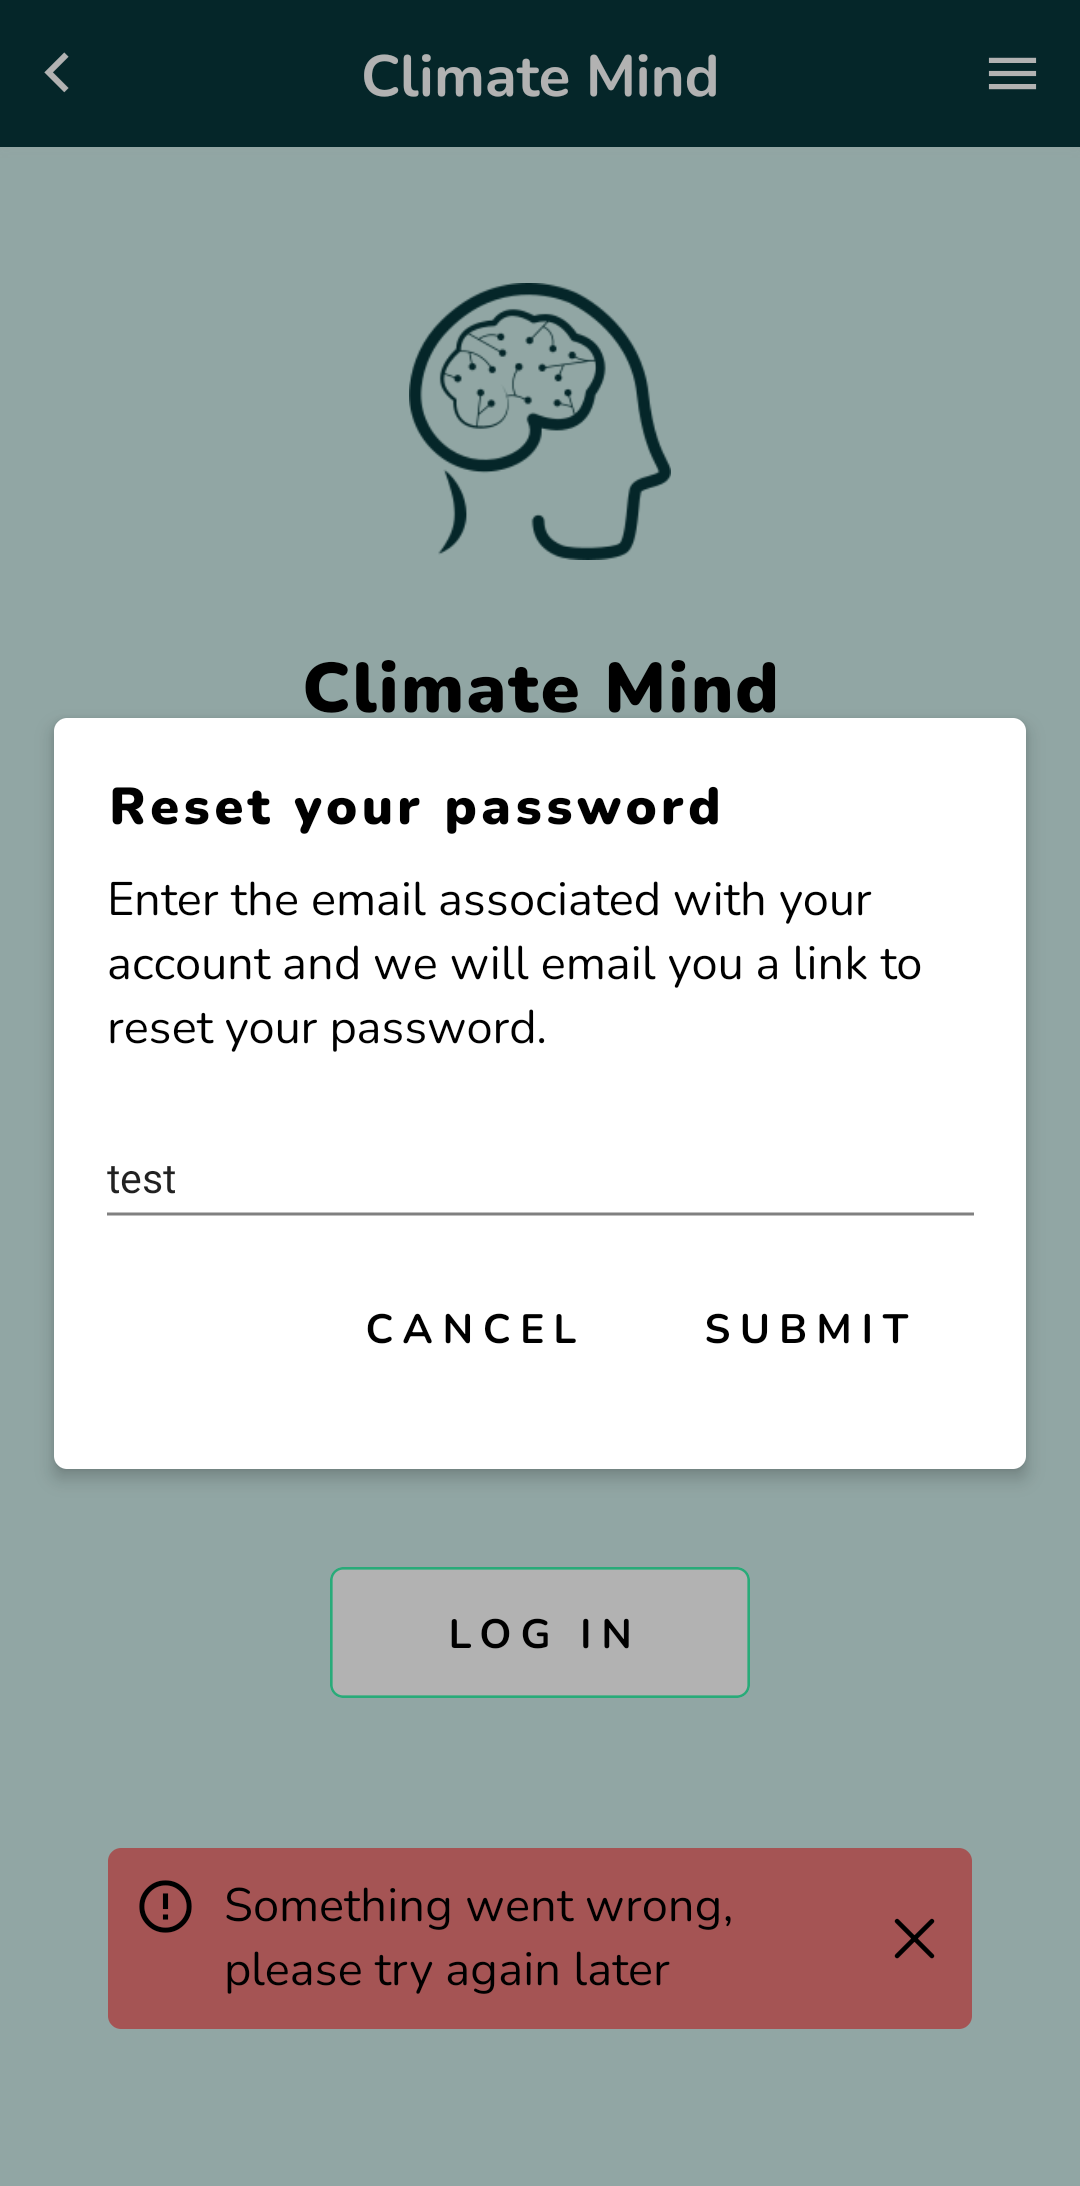 Climate Mind
Climate Mind
Reset your password
Enter the email associated with your
account and we will email you a link to
reset your password.
test
CANCEL SUBMIT
LOG IN
Something went wrong,
please try again later